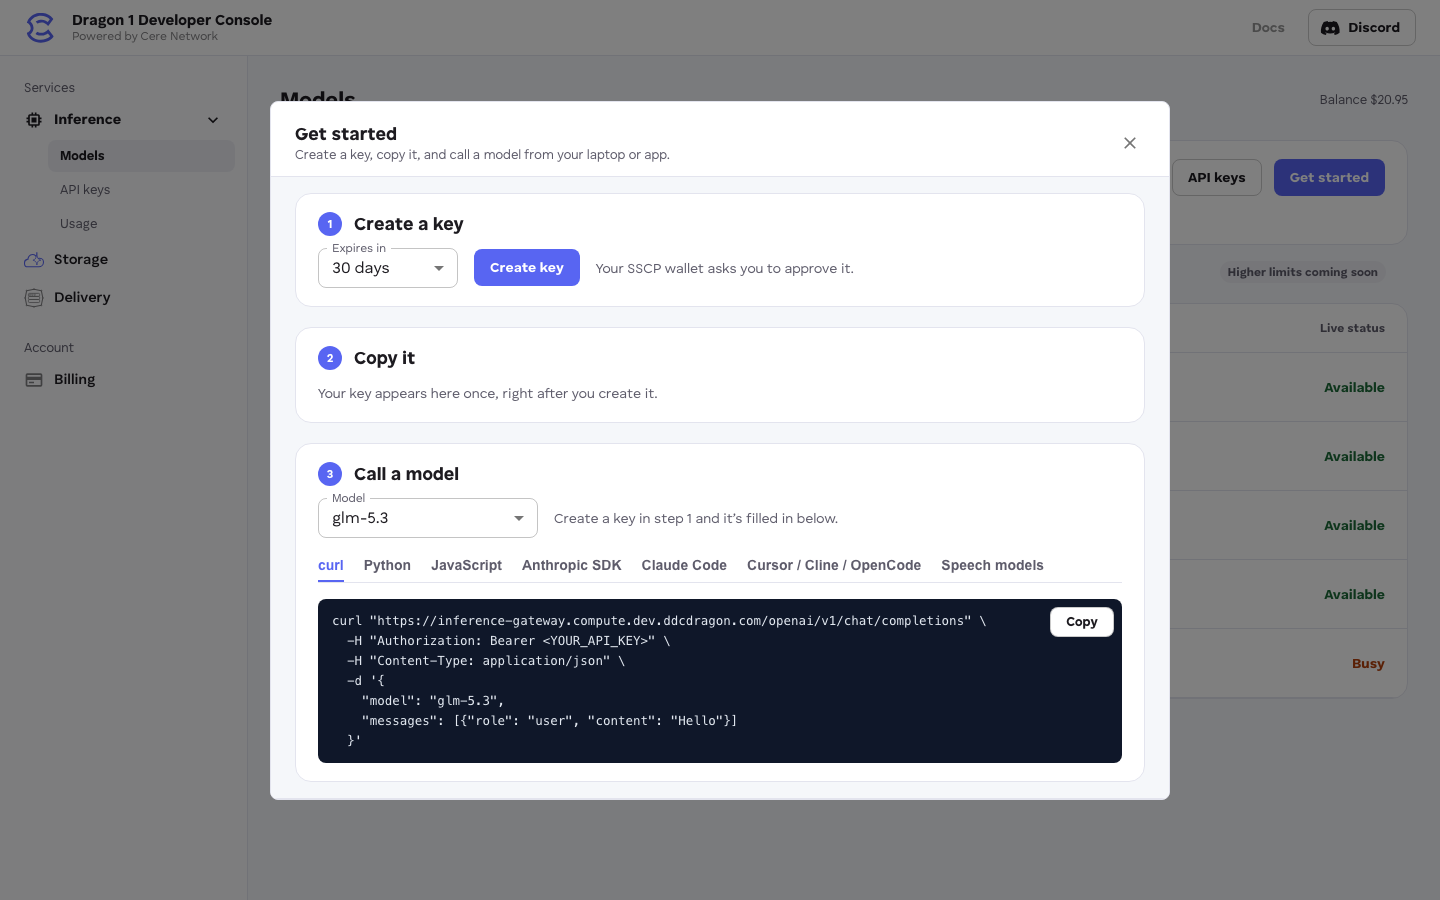 Dragon 1 Developer Console
Powered by Cere Network
Docs
Discord
Services
Inference
Models
API keys
Usage
Storage
Delivery
Account
Billing
Models
Balance $20.95
API keys
Get started
Higher limits coming soon
Live status
Available
Available
Available
Available
Busy
Get started
Create a key, copy it, and call a model from your laptop or app.
1 Create a key
Expires in
30 days
Create key
Your SSCP wallet asks you to approve it.
2 Copy it
Your key appears here once, right after you create it.
3 Call a model
Model
glm-5.3
Create a key in step 1 and it's filled in below.
curl Python JavaScript Anthropic SDK Claude Code Cursor / Cline / OpenCode Speech models
curl "https://inference-gateway.compute.dev.ddcdragon.com/openai/v1/chat/completions" \
Copy
-H "Authorization: Bearer <YOUR_API_KEY>" \
-H "Content-Type: application/json" \
-d '{
"model": "glm-5.3",
"messages": [{"role": "user", "content": "Hello"}]
}'